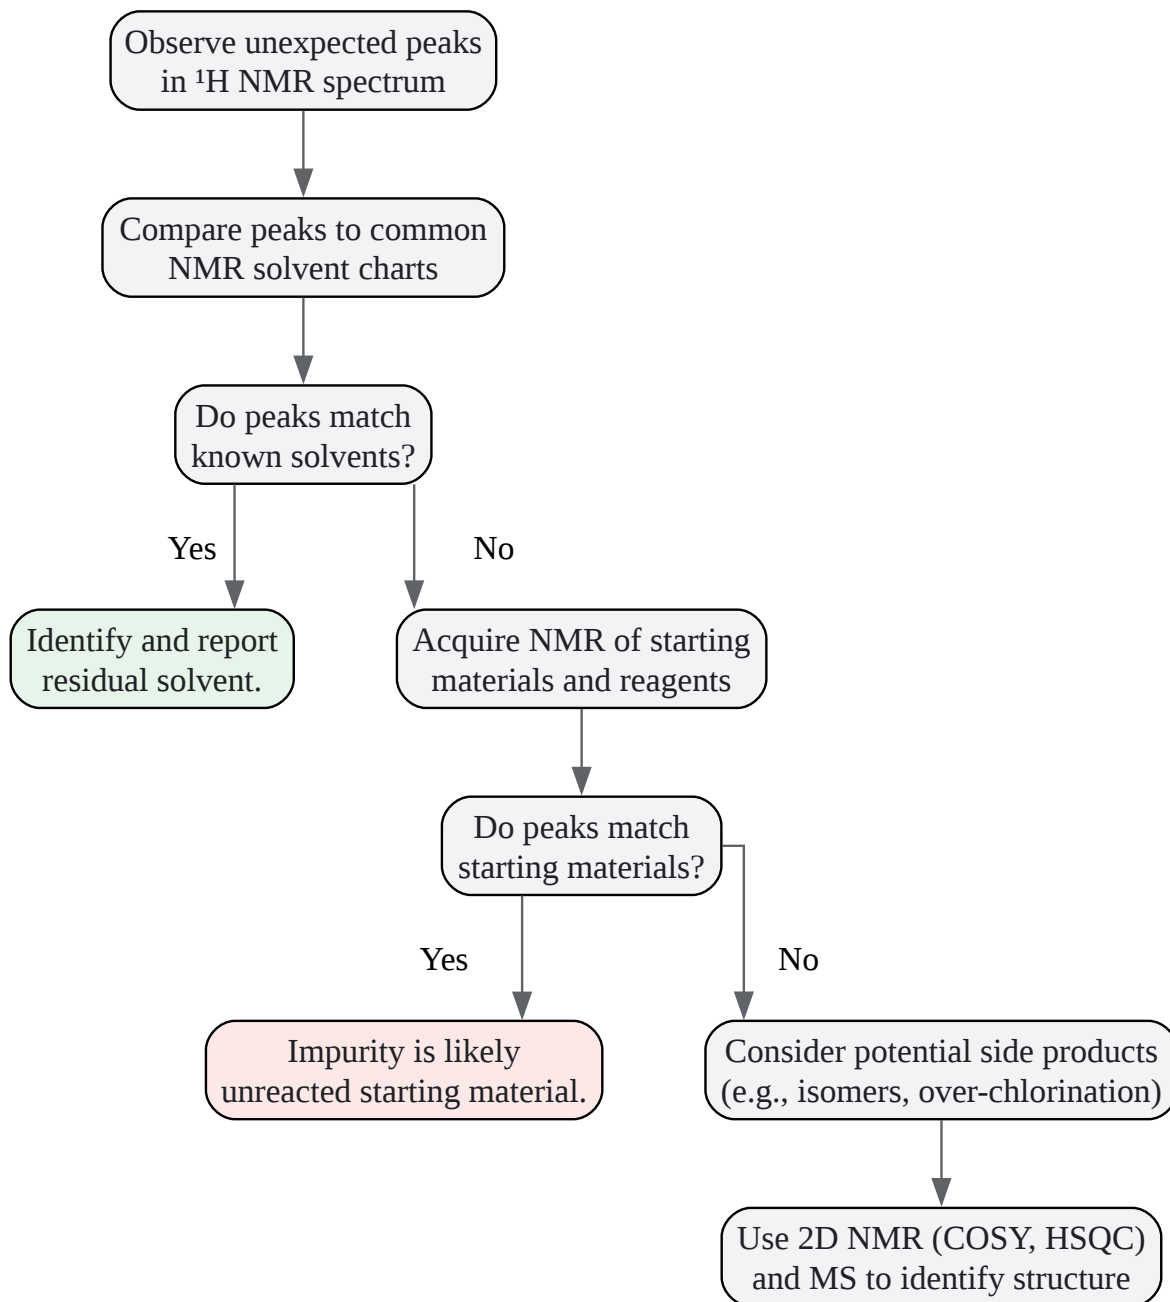 Observe unexpected peaks
in ¹H NMR spectrum
Compare peaks to common
NMR solvent charts
Do peaks match
known solvents?
Yes
No
Identify and report
residual solvent.
Acquire NMR of starting
materials and reagents
Do peaks match
starting materials?
Yes
No
Impurity is likely
unreacted starting material.
Consider potential side products
(e.g., isomers, over-chlorination)
Use 2D NMR (COSY, HSQC)
and MS to identify structure